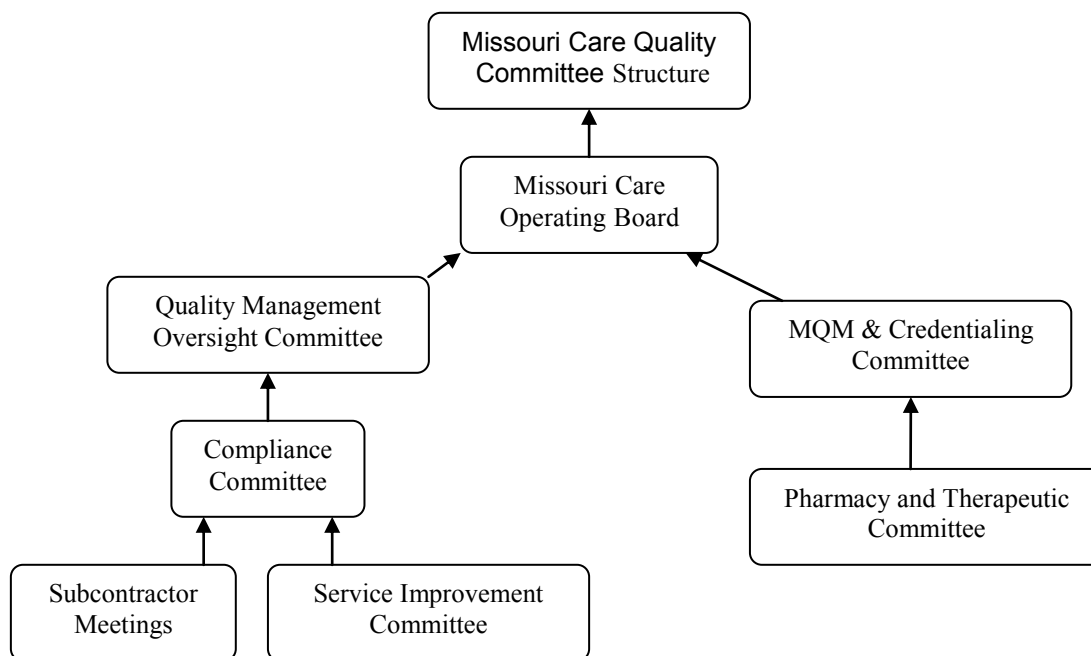 Missouri Care Quality
Committee Structure
Missouri Care
Operating Board
Quality Management
Oversight Committee
MQM & Credentialing
Committee
Compliance
Committee
Pharmacy and Therapeutic
Committee
Subcontractor
Meetings
Service Improvement
Committee